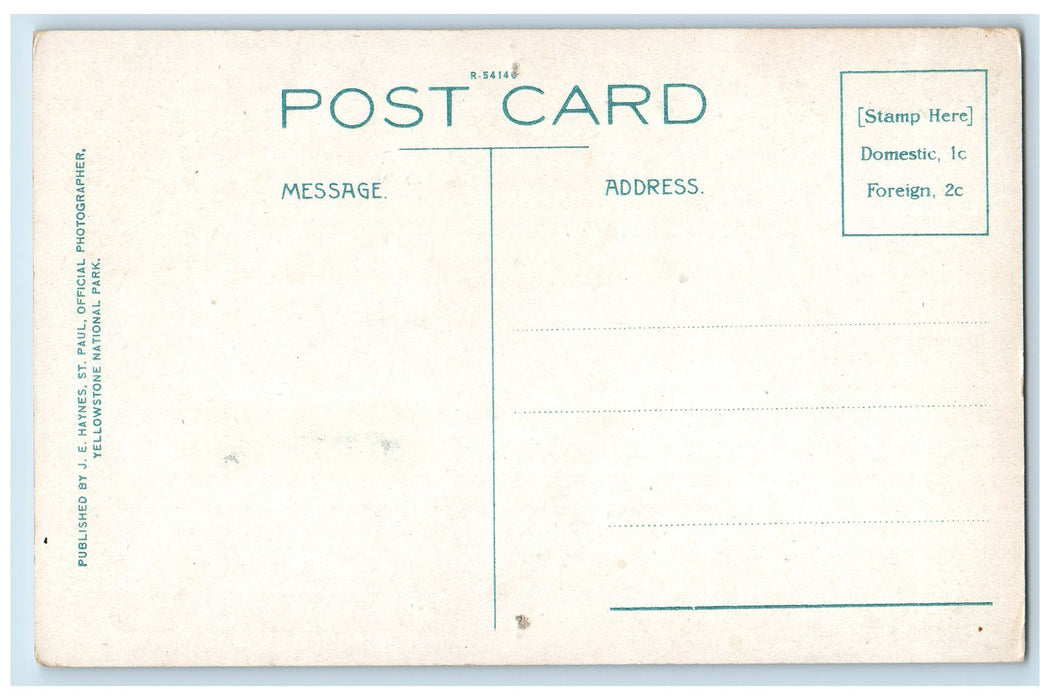 R-54140
POST CARD
[Stamp Here]
Domestic, 1c
Foreign, 2c
MESSAGE.
ADDRESS.
PUBLISHED BY J. E. HAYNES, ST. PAUL, OFFICIAL PHOTOGRAPHER,
YELLOWSTONE NATIONAL PARK.